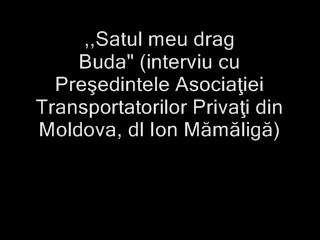 ,,Satul meu drag
Buda" (interviu cu
Preşedintele Asociaţiei
Transportatorilor Privaţi din
Moldova, dl Ion Mămăligă)